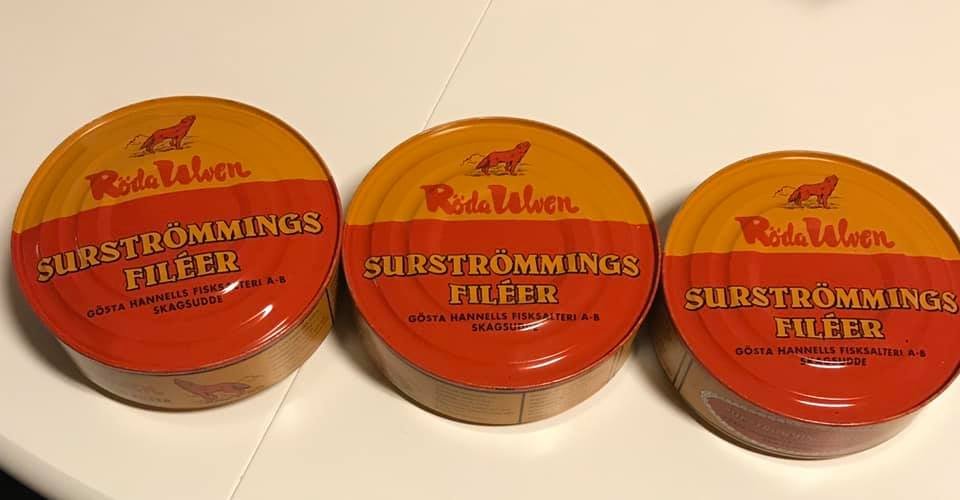 Röda Ulven
SURSTRÖMMINGS
FILÉER
GÖSTA HANNELLS FISKSALTERI A-B
SKAGSUDDE
Röda Ulven
SURSTRÖMMINGS
FILÉER
GÖSTA HANNELLS FISKSALTERI A-B
SKAGSUDDE
Röda Ulven
SURSTRÖMMINGS
FILÉER
GÖSTA HANNELLS FISKSALTERI A-B
SKAGSUDDE